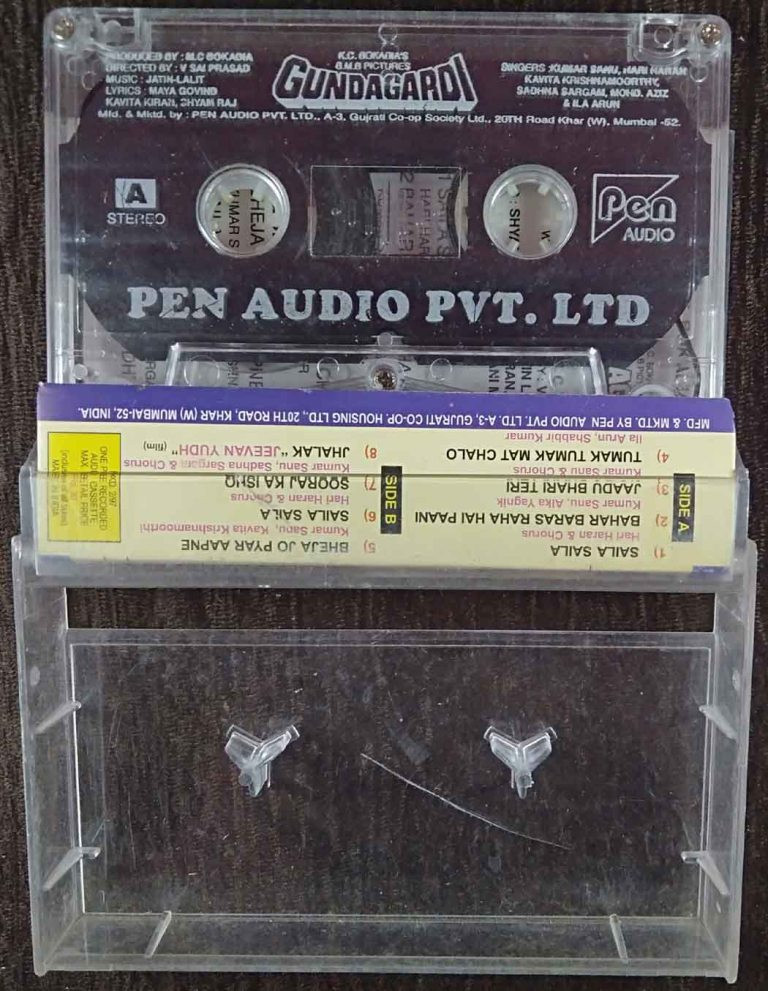 PRODUCED BY : M.C BOKADIA
DIRECTED BY : V SAI PRASAD
MUSIC : JATIN-LALIT
LYRICS : MAYA GOVIND
KAVITA KIRAN, SHYAM RAJ
K.C. BOKADIA'S
B.M.B PICTURES
GUNDAGARDI
SINGERS :KUMAR SANU, HARI HARAN
KAVITA KRISHNAMOORTHY,
SADHNA SARGAM, MOHD. AZIZ
& ILA ARUN
Mfd. & Mktd. by : PEN AUDIO PVT. LTD., A-3, Gujrati Co-op Society Ltd., 20TH Road Khar (W), Mumbai -52.
A
STEREO
Pen
AUDIO
PEN AUDIO PVT. LTD
SIDE A
1) SAILA SAILA
Hari Haran & Chorus
2) BAHAR BARAS RAHA HAI PAANI
Kumar Sanu, Alka Yagnik
3) JAADU BHARI TERI
Kumar Sanu & Chorus
4) TUMAK TUMAK MAT CHALO
Ila Arun, Shabbir Kumar
SIDE B
5) BHEJA JO PYAR AAPNE
Kumar Sanu, Kavita Krishnamoorthi
6) SAILA SAILA
Hari Haran & Chorus
7) SOORAJ KA ISHQ
Kumar Sanu, Sadhna Sargam & Chorus
8) JHALAK "JEEVAN YUDH" (film)
ONE PRE RECORDED
AUDIO CASSETTE
MAX. RETAIL PRICE
MADE IN INDIA
MFD. & MKTD. BY PEN AUDIO PVT. LTD. A-3, GUJRATI CO-OP. HOUSING LTD., 20TH ROAD, KHAR (W) MUMBAI-52, INDIA.